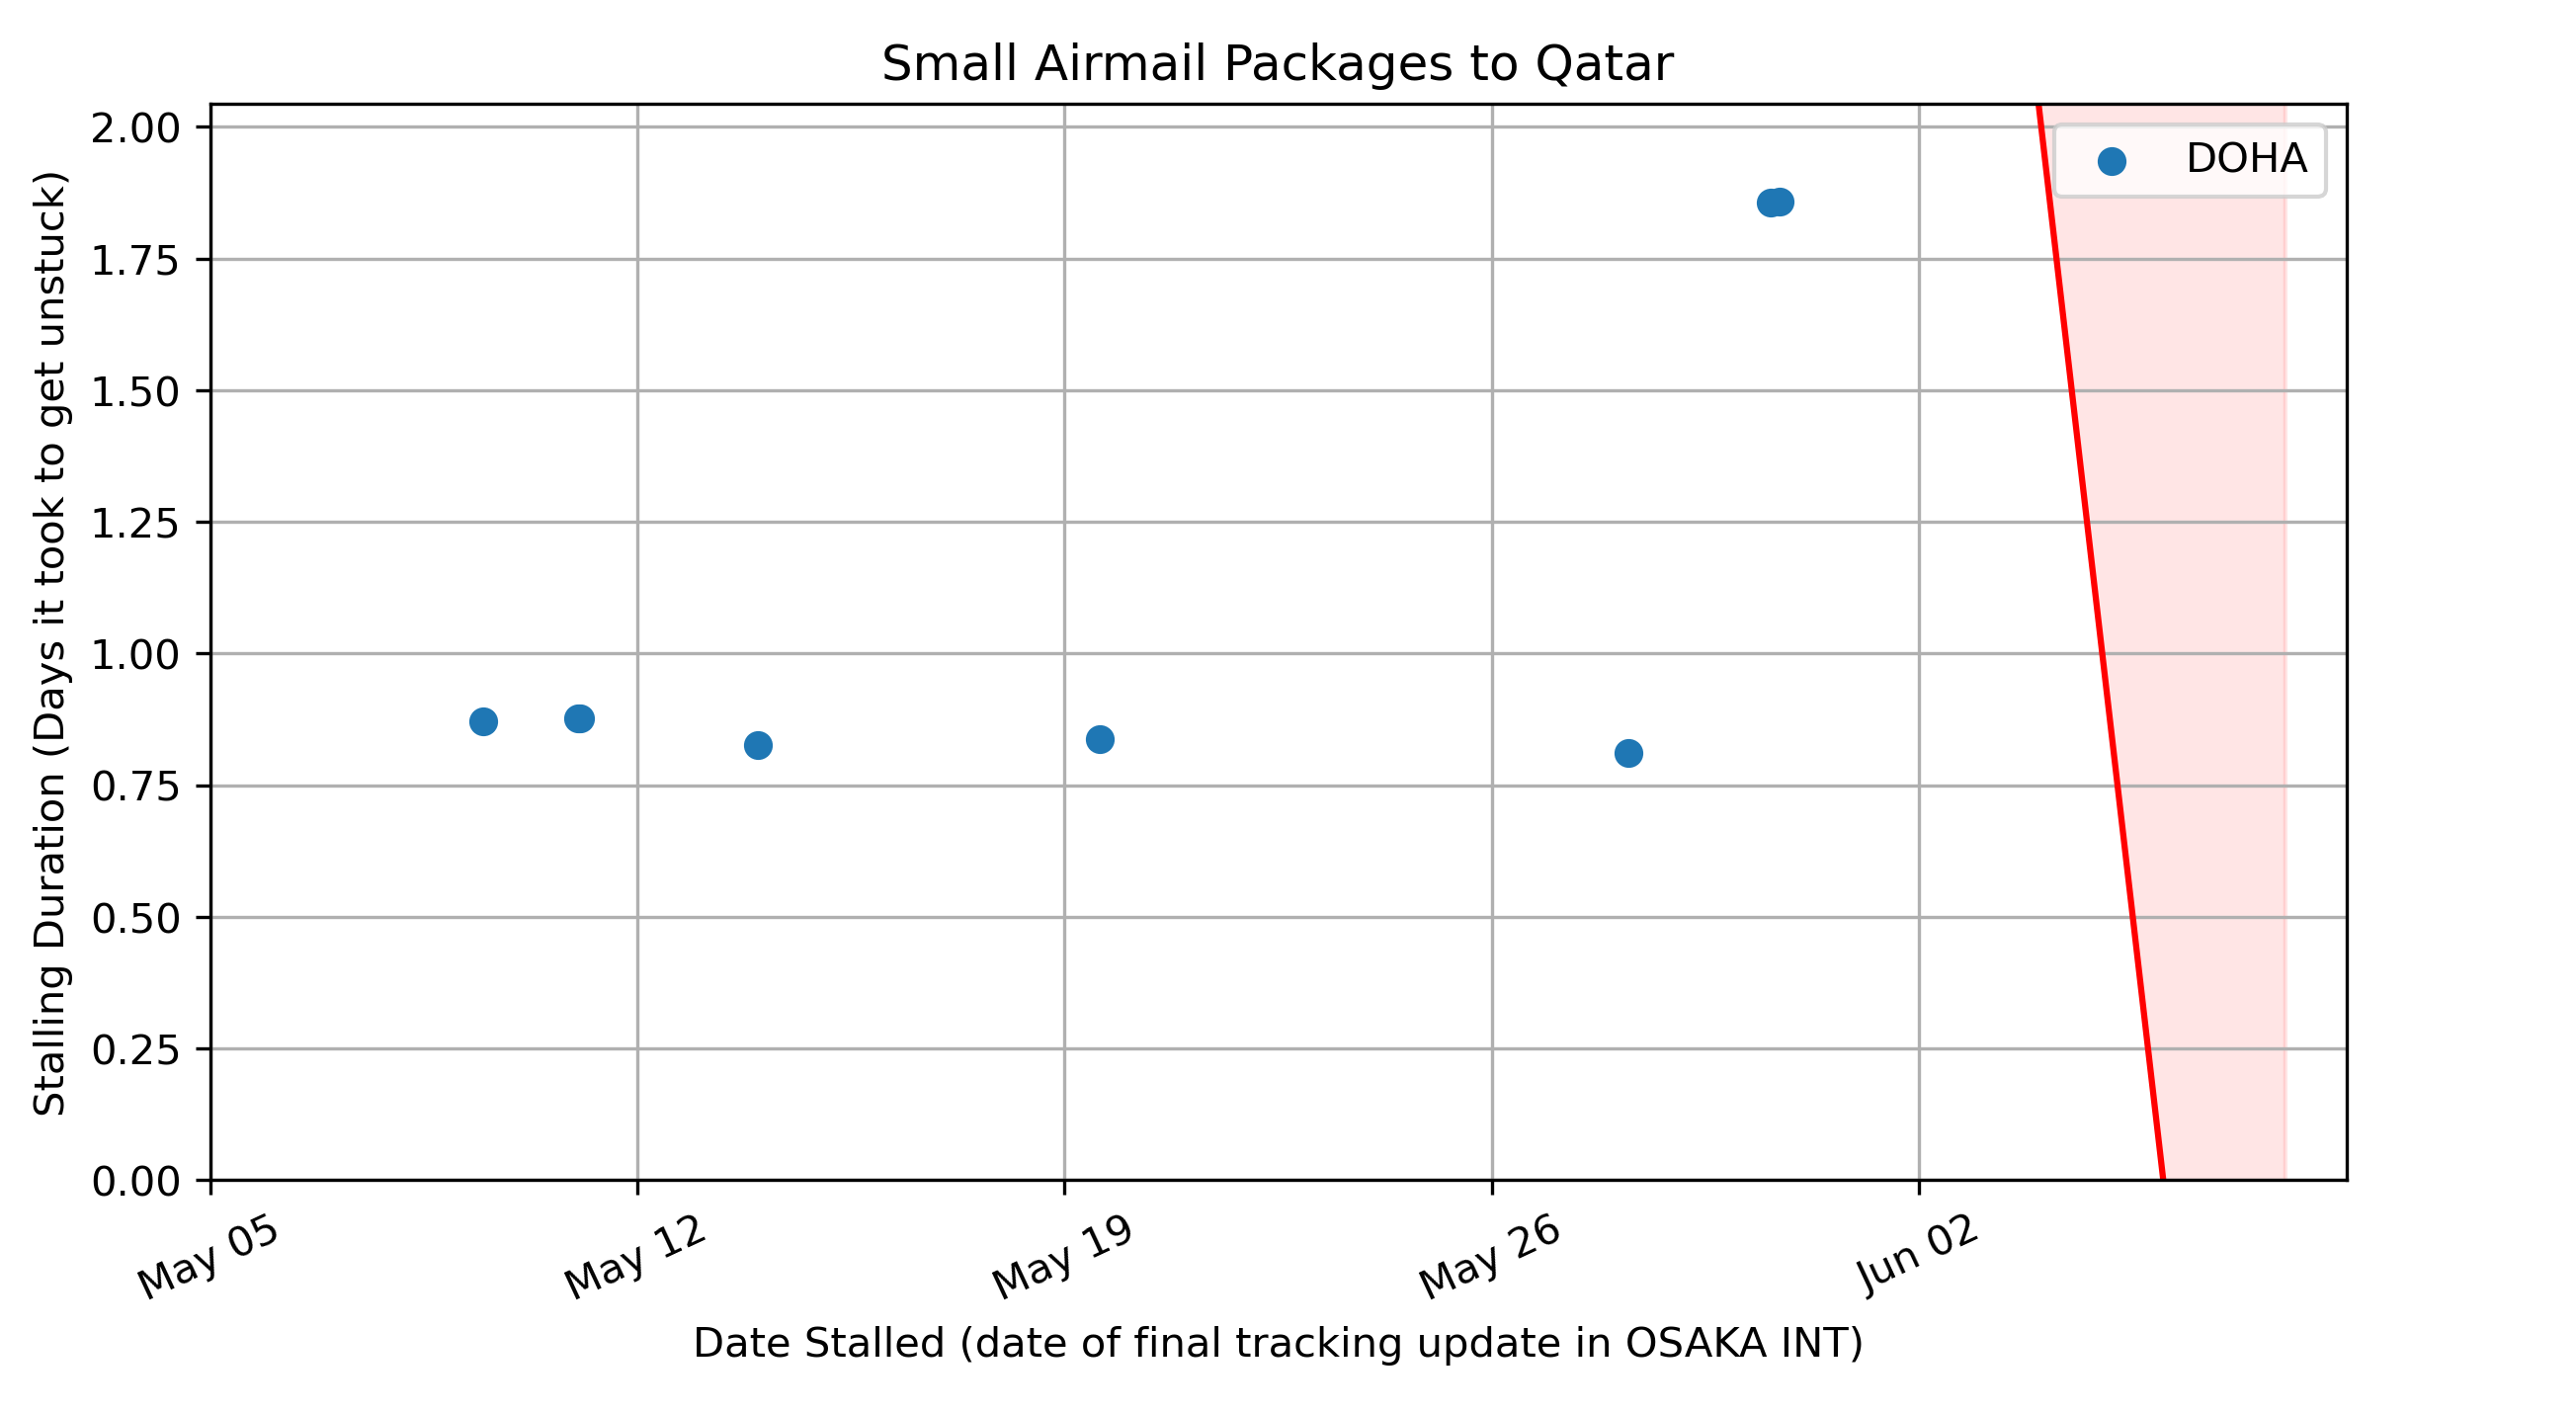 Small Airmail Packages to Qatar
DOHA
Stalling Duration (Days it took to get unstuck)
2.00
1.75
1.50
1.25
1.00
0.75
0.50
0.25
0.00
May 05
May 12
May 19
May 26
Jun 02
Date Stalled (date of final tracking update in OSAKA INT)